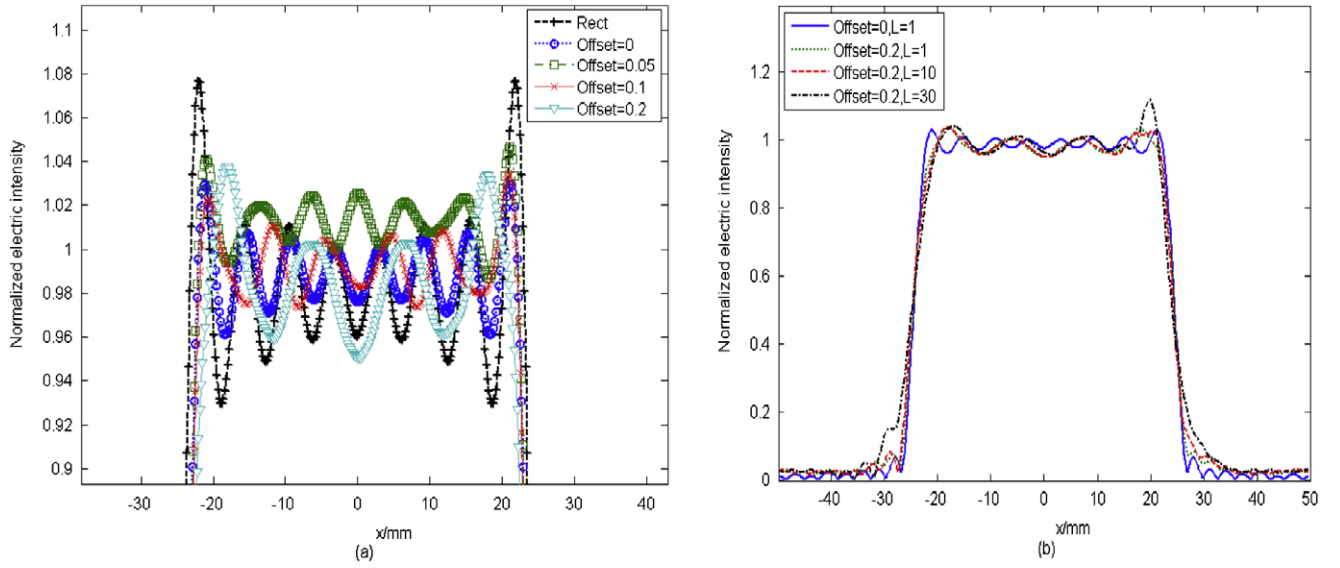 1.1
1.08
1.06
1.04
1.02
1
0.98
0.96
0.94
0.92
0.9
Normalized electric intensity
-30
-20
-10
0
10
20
30
40
x/mm
(a)
Rect
Offset=0
Offset=0.05
Offset=0.1
Offset=0.2
1.2
1
0.8
0.6
0.4
0.2
0
Normalized electric intensity
-40
-30
-20
-10
0
10
20
30
40
50
x/mm
(b)
Offset=0,L=1
Offset=0.2,L=1
Offset=0.2,L=10
Offset=0.2,L=30